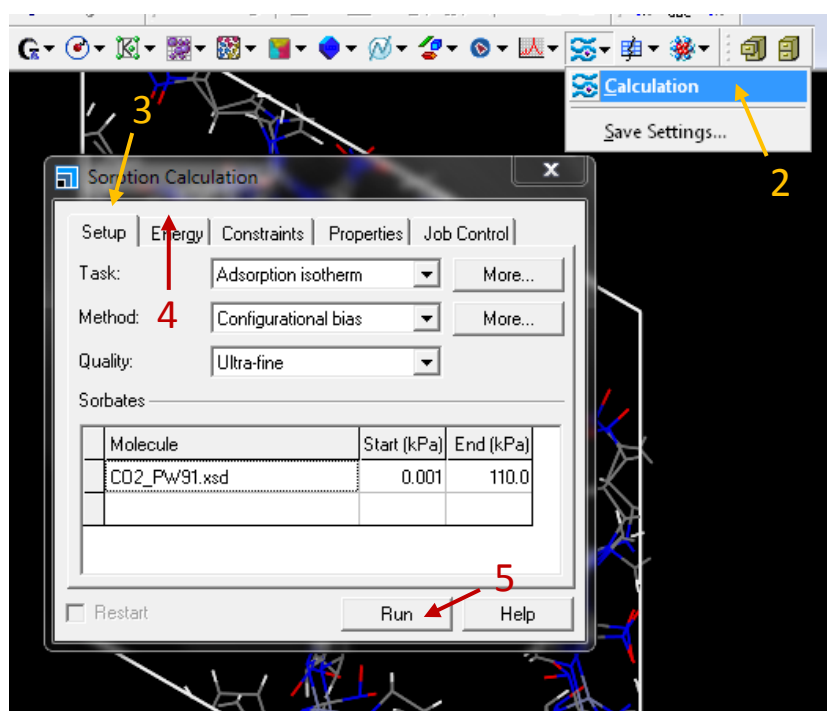 Calculation
Save Settings...
2
3
Sorption Calculation
x
Setup Energy Constraints Properties Job Control
4
Task: Adsorption isotherm More...
Method: Configurational bias More...
Quality: Ultra-fine
Sorbates
Molecule Start (kPa) End (kPa)
CO2_PW91.xsd 0.001 110.0
5
Restart Run Help